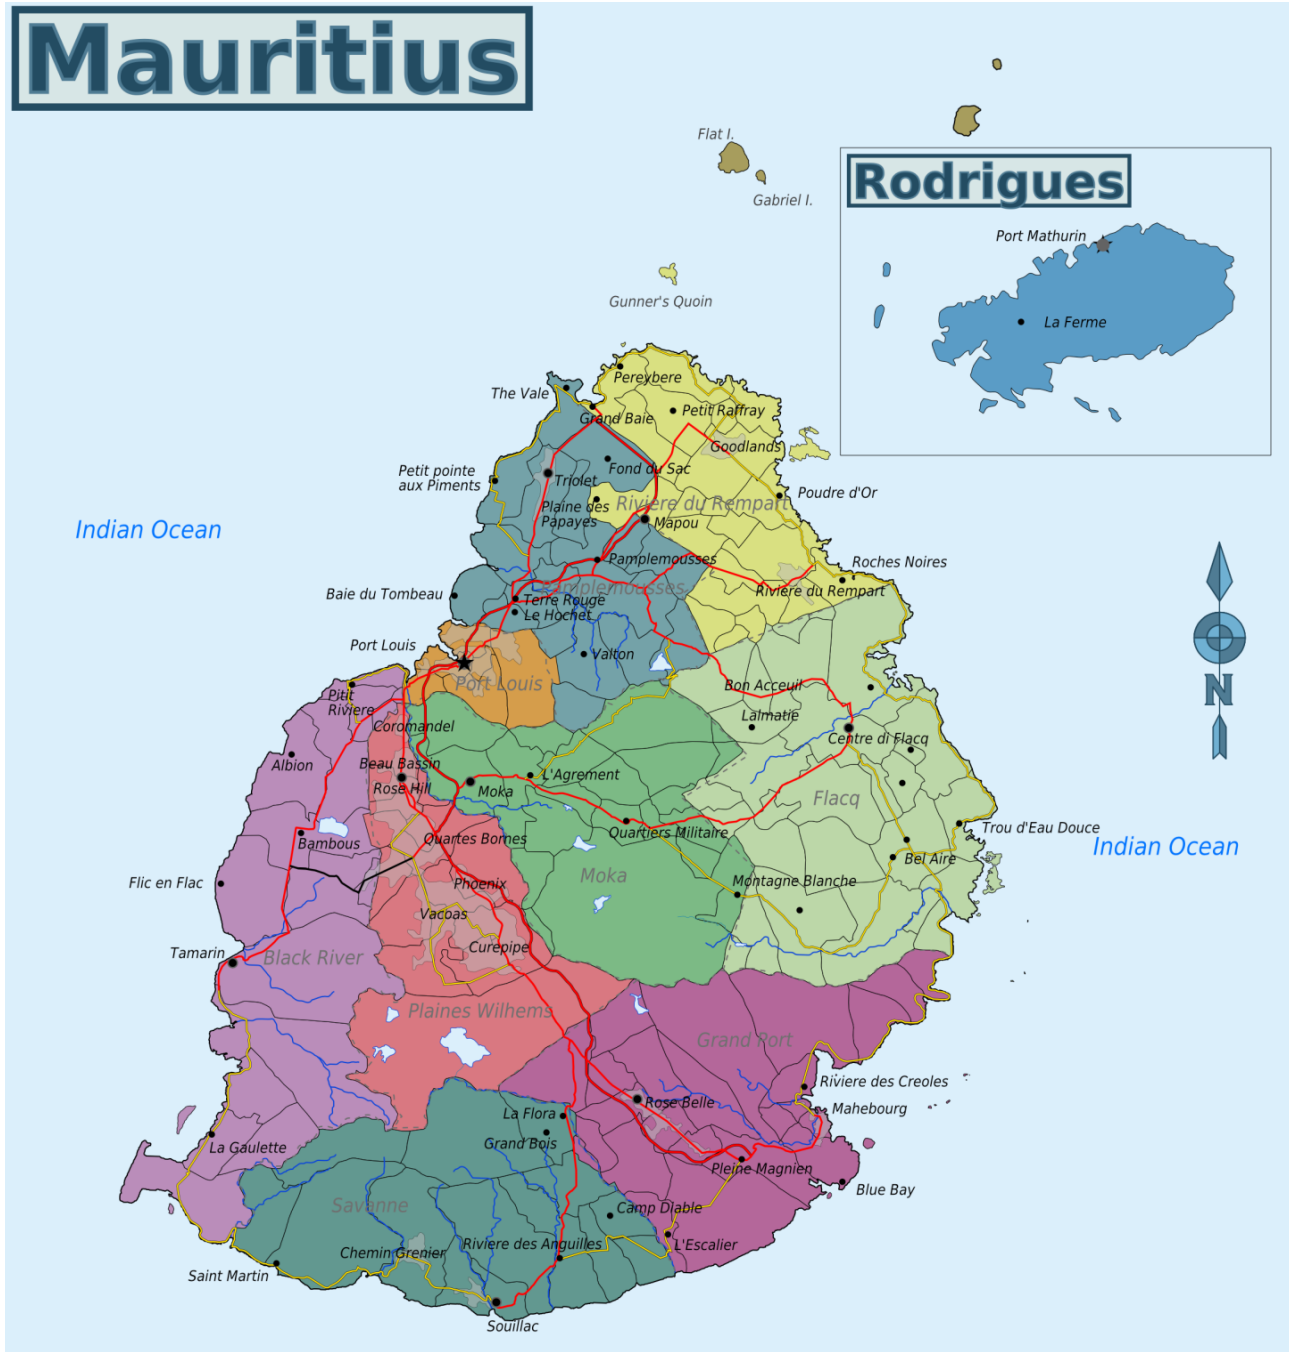 Mauritius
Flat I.
Gabriel I.
Rodrigues
Port Mathurin
La Ferme
Gunner's Quoin
Pereybere
The Vale
Grand Baie
Petit Raffray
Goodlands
Fond du Sac
Petit pointe
aux Piments
Triolet
Poudre d'Or
Riviere du Rempart
Plaine des
Papayes
Mapou
Indian Ocean
Pamplemousses
Roches Noires
Pamplemousses
Riviere du Rempart
Baie du Tombeau
Terre Rouge
Le Hochet
Port Louis
Valton
Port Louis
Bon Acceuil
Pitit
Riviere
N
Lalmatie
Coromandel
Centre di Flacq
Albion
Beau Bassin
L'Agrement
Rose Hill
Moka
Flacq
Trou d'Eau Douce
Quartiers Militaire
Quartes Bornes
Bambous
Indian Ocean
Bel Aire
Moka
Flic en Flac
Phoenix
Montagne Blanche
Vacoas
Curepipe
Tamarin
Black River
Plaines Wilhems
Grand Port
Riviere des Creoles
Rose Belle
Mahebourg
La Flora
Grand Bois
La Gaulette
Pleine Magnien
Blue Bay
Savanne
Camp Diable
Riviere des Anguilles
L'Escalier
Chemin Grenier
Saint Martin
Souillac